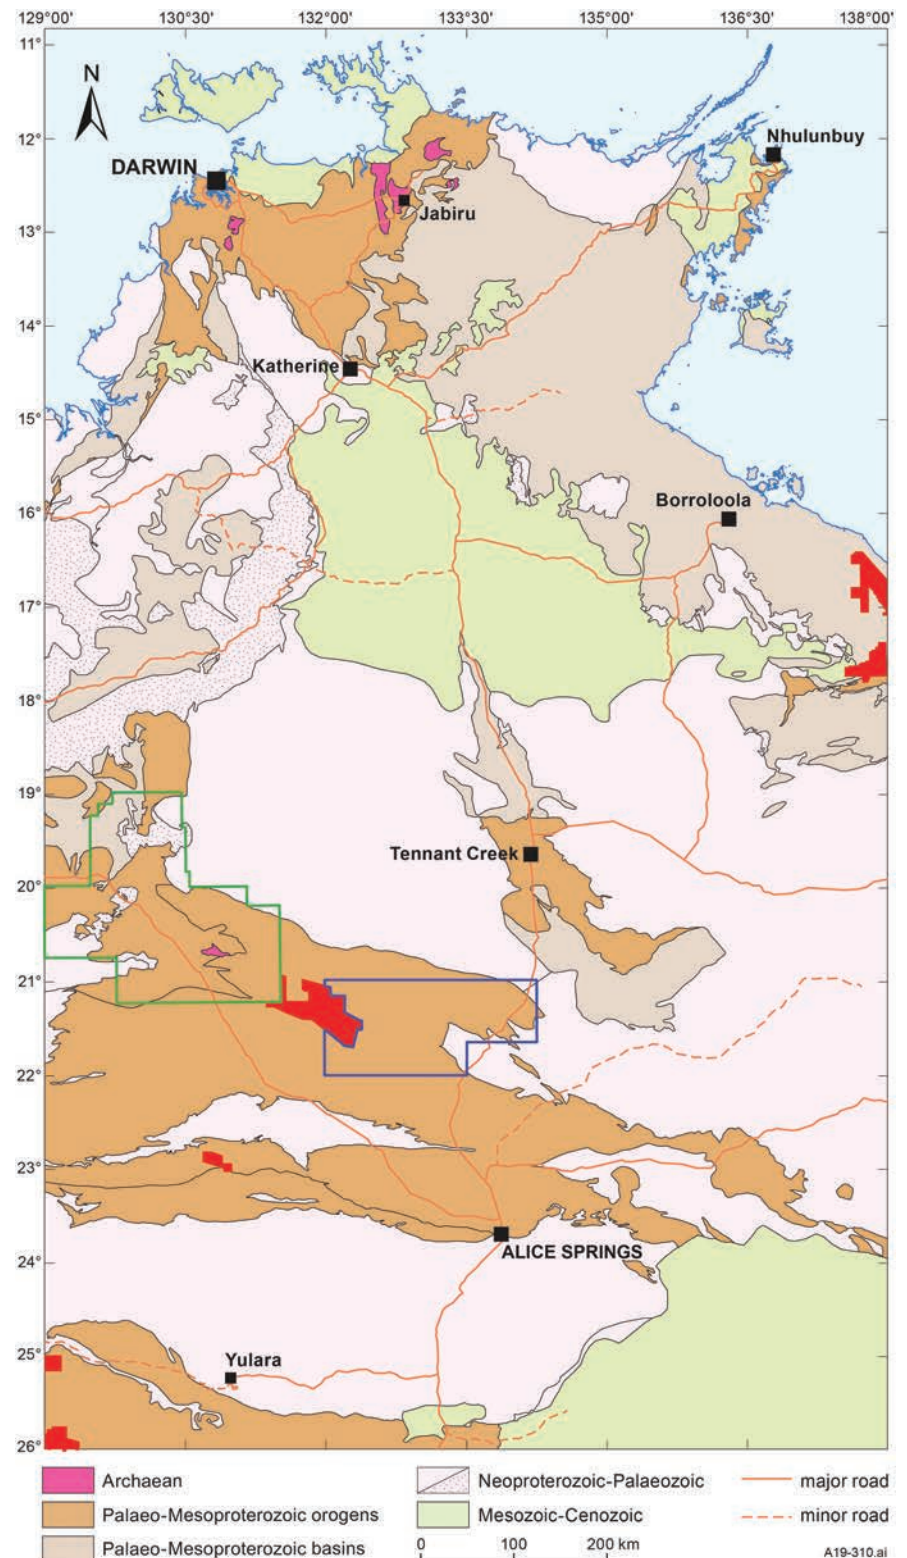 129°00' 130°30' 132°00' 133°30' 135°00' 136°30' 138°00'
11°
N
12°
Nhulunbuy
DARWIN
Jabiru
13°
14°
Katherine
15°
Borroloola
16°
17°
18°
19°
Tennant Creek
20°
21°
22°
23°
ALICE SPRINGS
24°
25°
Yulara
26°
Archaean
Neoproterozoic-Palaeozoic
major road
Palaeo-Mesoproterozoic orogens
Mesozoic-Cenozoic
minor road
Palaeo-Mesoproterozoic basins
0 100 200 km
A19-310.ai